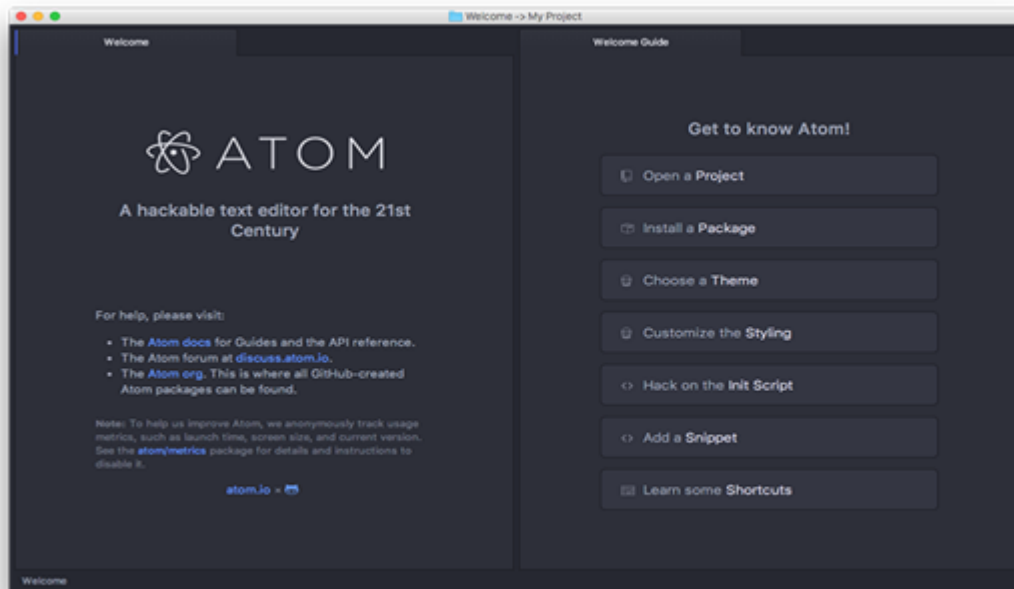 Welcome -> My Project
Welcome
Welcome Guide
ATOM
A hackable text editor for the 21st
Century
For help, please visit:
• The Atom docs for Guides and the API reference.
• The Atom forum at discuss.atom.io.
• The Atom org. This is where all GitHub-created
Atom packages can be found.
Note: To help us improve Atom, we anonymously track usage
metrics, such as launch time, screen size, and current version.
See the atom/metrics package for details and instructions to
disable it.
atom.io ×
Get to know Atom!
Open a Project
Install a Package
Choose a Theme
Customize the Styling
Hack on the Init Script
Add a Snippet
Learn some Shortcuts
Welcome